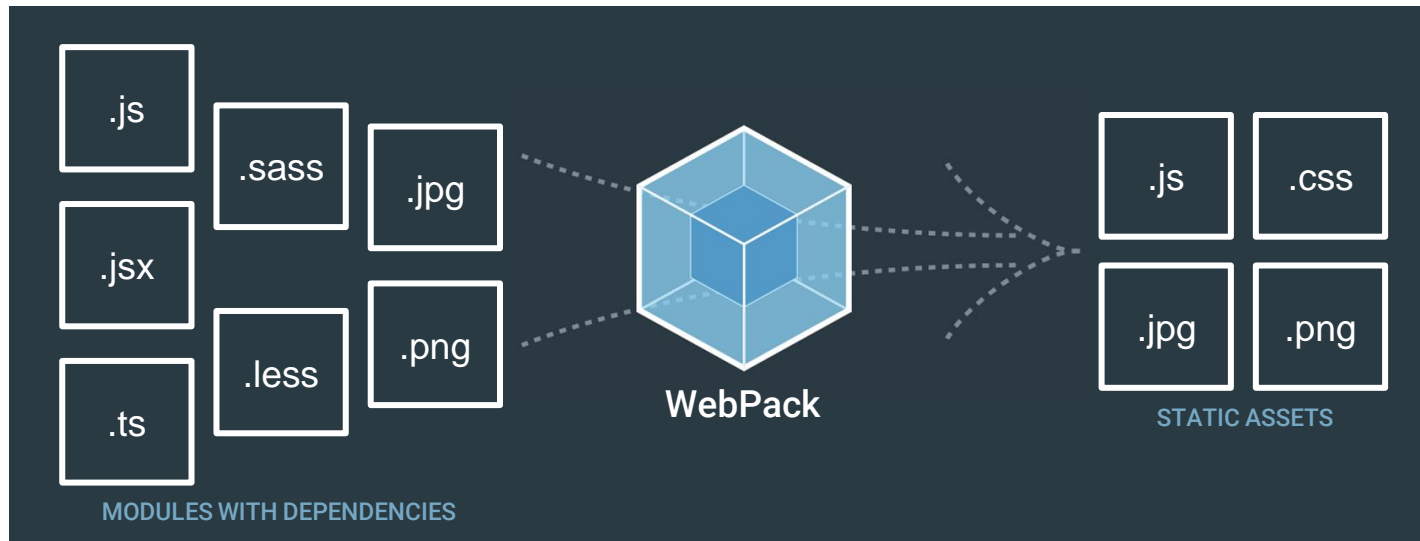 .js
.jsx
.ts
.sass
.less
.jpg
.png
MODULES WITH DEPENDENCIES
WebPack
.js
.css
.jpg
.png
STATIC ASSETS